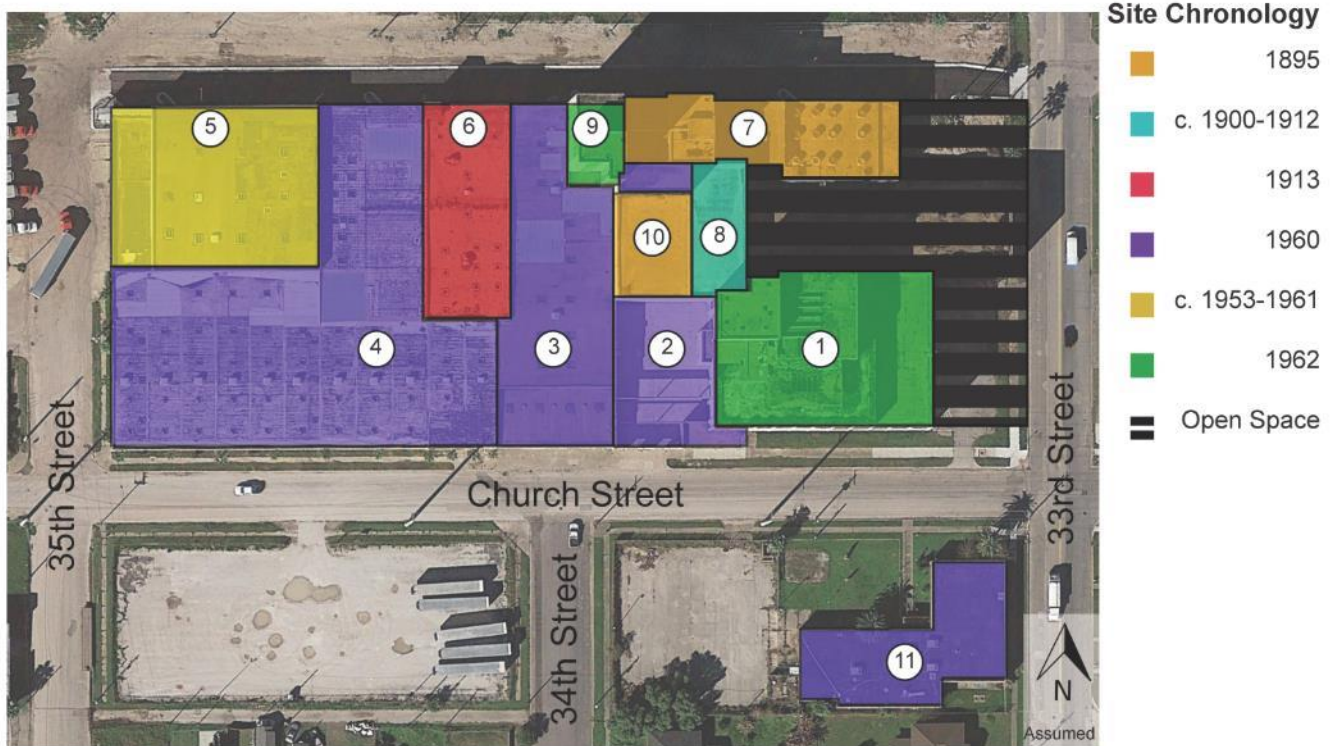 Site Chronology
1895
c. 1900-1912
1913
1960
c. 1953-1961
1962
Open Space
5
6
9
7
10
8
4
3
2
1
35th Street
Church Street
33rd Street
34th Street
11
N
Assumed